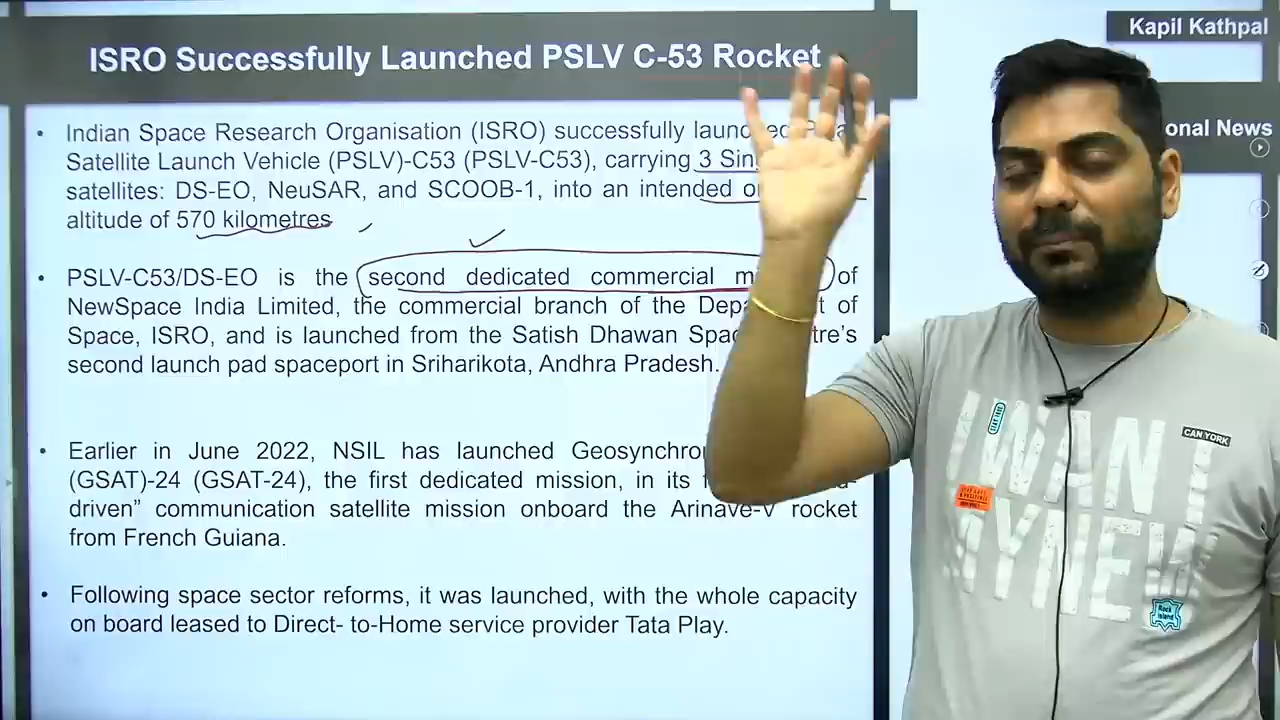 ISRO Successfully Launched PSLV C-53 Rocket
Kapil Kathpal
onal News
• Indian Space Research Organisation (ISRO) successfully
Satellite Launch Vehicle (PSLV)-C53 (PSLV-C53), carrying 3
satellites: DS-EO, NeuSAR, and SCOOB-1, into an intended
altitude of 570 kilometres
• PSLV-C53/DS-EO is the second dedicated commercial of
NewSpace India Limited, the commercial branch of the of
Space, ISRO, and is launched from the Satish Dhawan
second launch pad spaceport in Sriharikota, Andhra Pradesh.
• Earlier in June 2022, NSIL has launched
(GSAT)-24 (GSAT-24), the first dedicated mission, in its
driven” communication satellite mission onboard the Arinave-V rocket
from French Guiana.
• Following space sector reforms, it was launched, with the whole capacity
on board leased to Direct- to-Home service provider Tata Play.
I WAN T
MYNEW
CAN YORK
Rock Island